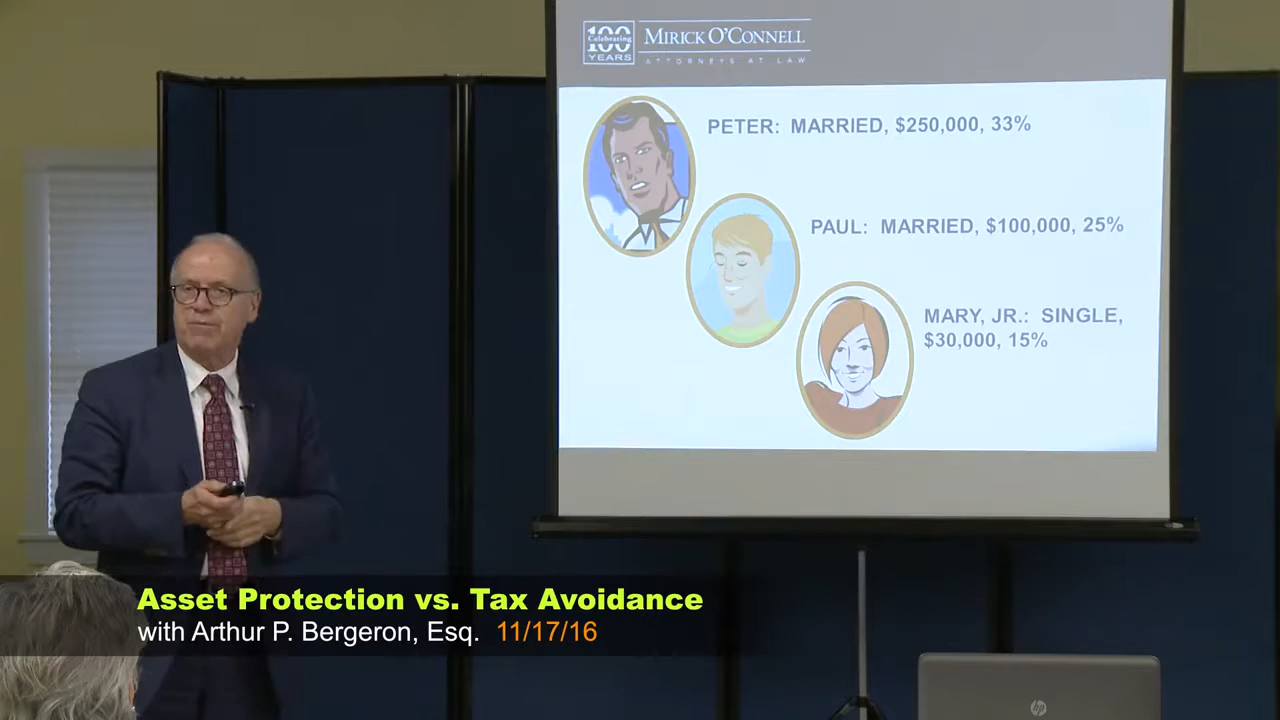 Celebrating
100
YEARS
MIRICK O'CONNELL
ATTORNEYS AT LAW
PETER: MARRIED, $250,000, 33%
PAUL: MARRIED, $100,000, 25%
MARY, JR.: SINGLE,
$30,000, 15%
Asset Protection vs. Tax Avoidance
with Arthur P. Bergeron, Esq. 11/17/16
hp